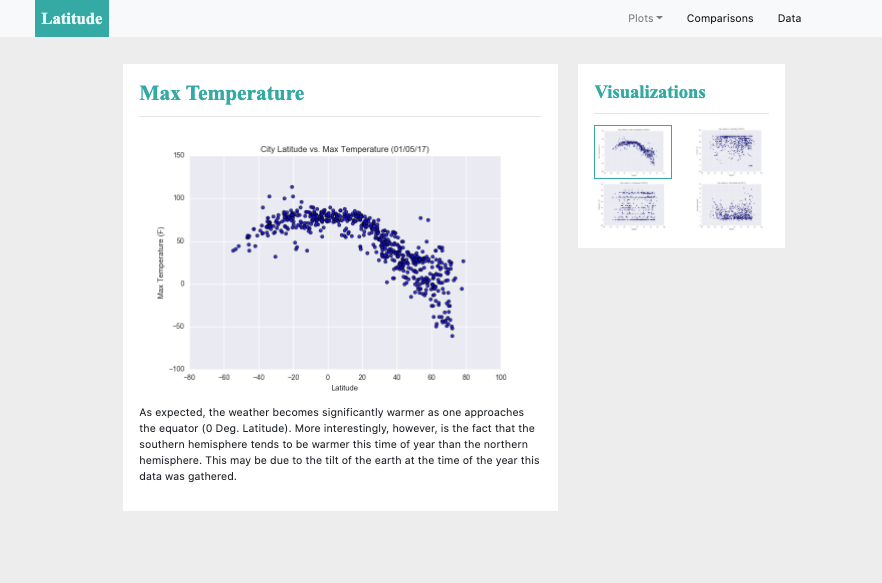 Latitude
Plots
Comparisons
Data
Max Temperature
City Latitude vs. Max Temperature (01/05/17)
150
100
50
0
−50
−100
Max Temperature (F)
−80 −60 −40 −20 0 20 40 60 80 100
Latitude
As expected, the weather becomes significantly warmer as one approaches
the equator (0 Deg. Latitude). More interestingly, however, is the fact that the
southern hemisphere tends to be warmer this time of year than the northern
hemisphere. This may be due to the tilt of the earth at the time of the year this
data was gathered.
Visualizations